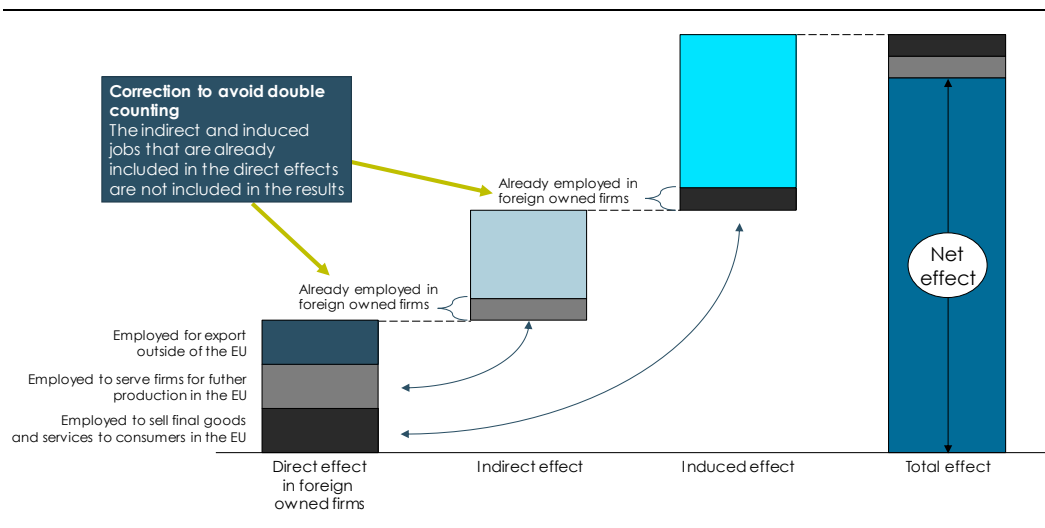 Correction to avoid double
counting
The indirect and induced
jobs that are already
included in the direct effects
are not included in the results
Already employed in
foreign owned firms
Net
effect
Already employed in
foreign owned firms
Employed for export
outside of the EU
Employed to serve firms for futher
production in the EU
Employed to sell final goods
and services to consumers in the EU
Direct effect
in foreign
owned firms
Indirect effect
Induced effect
Total effect